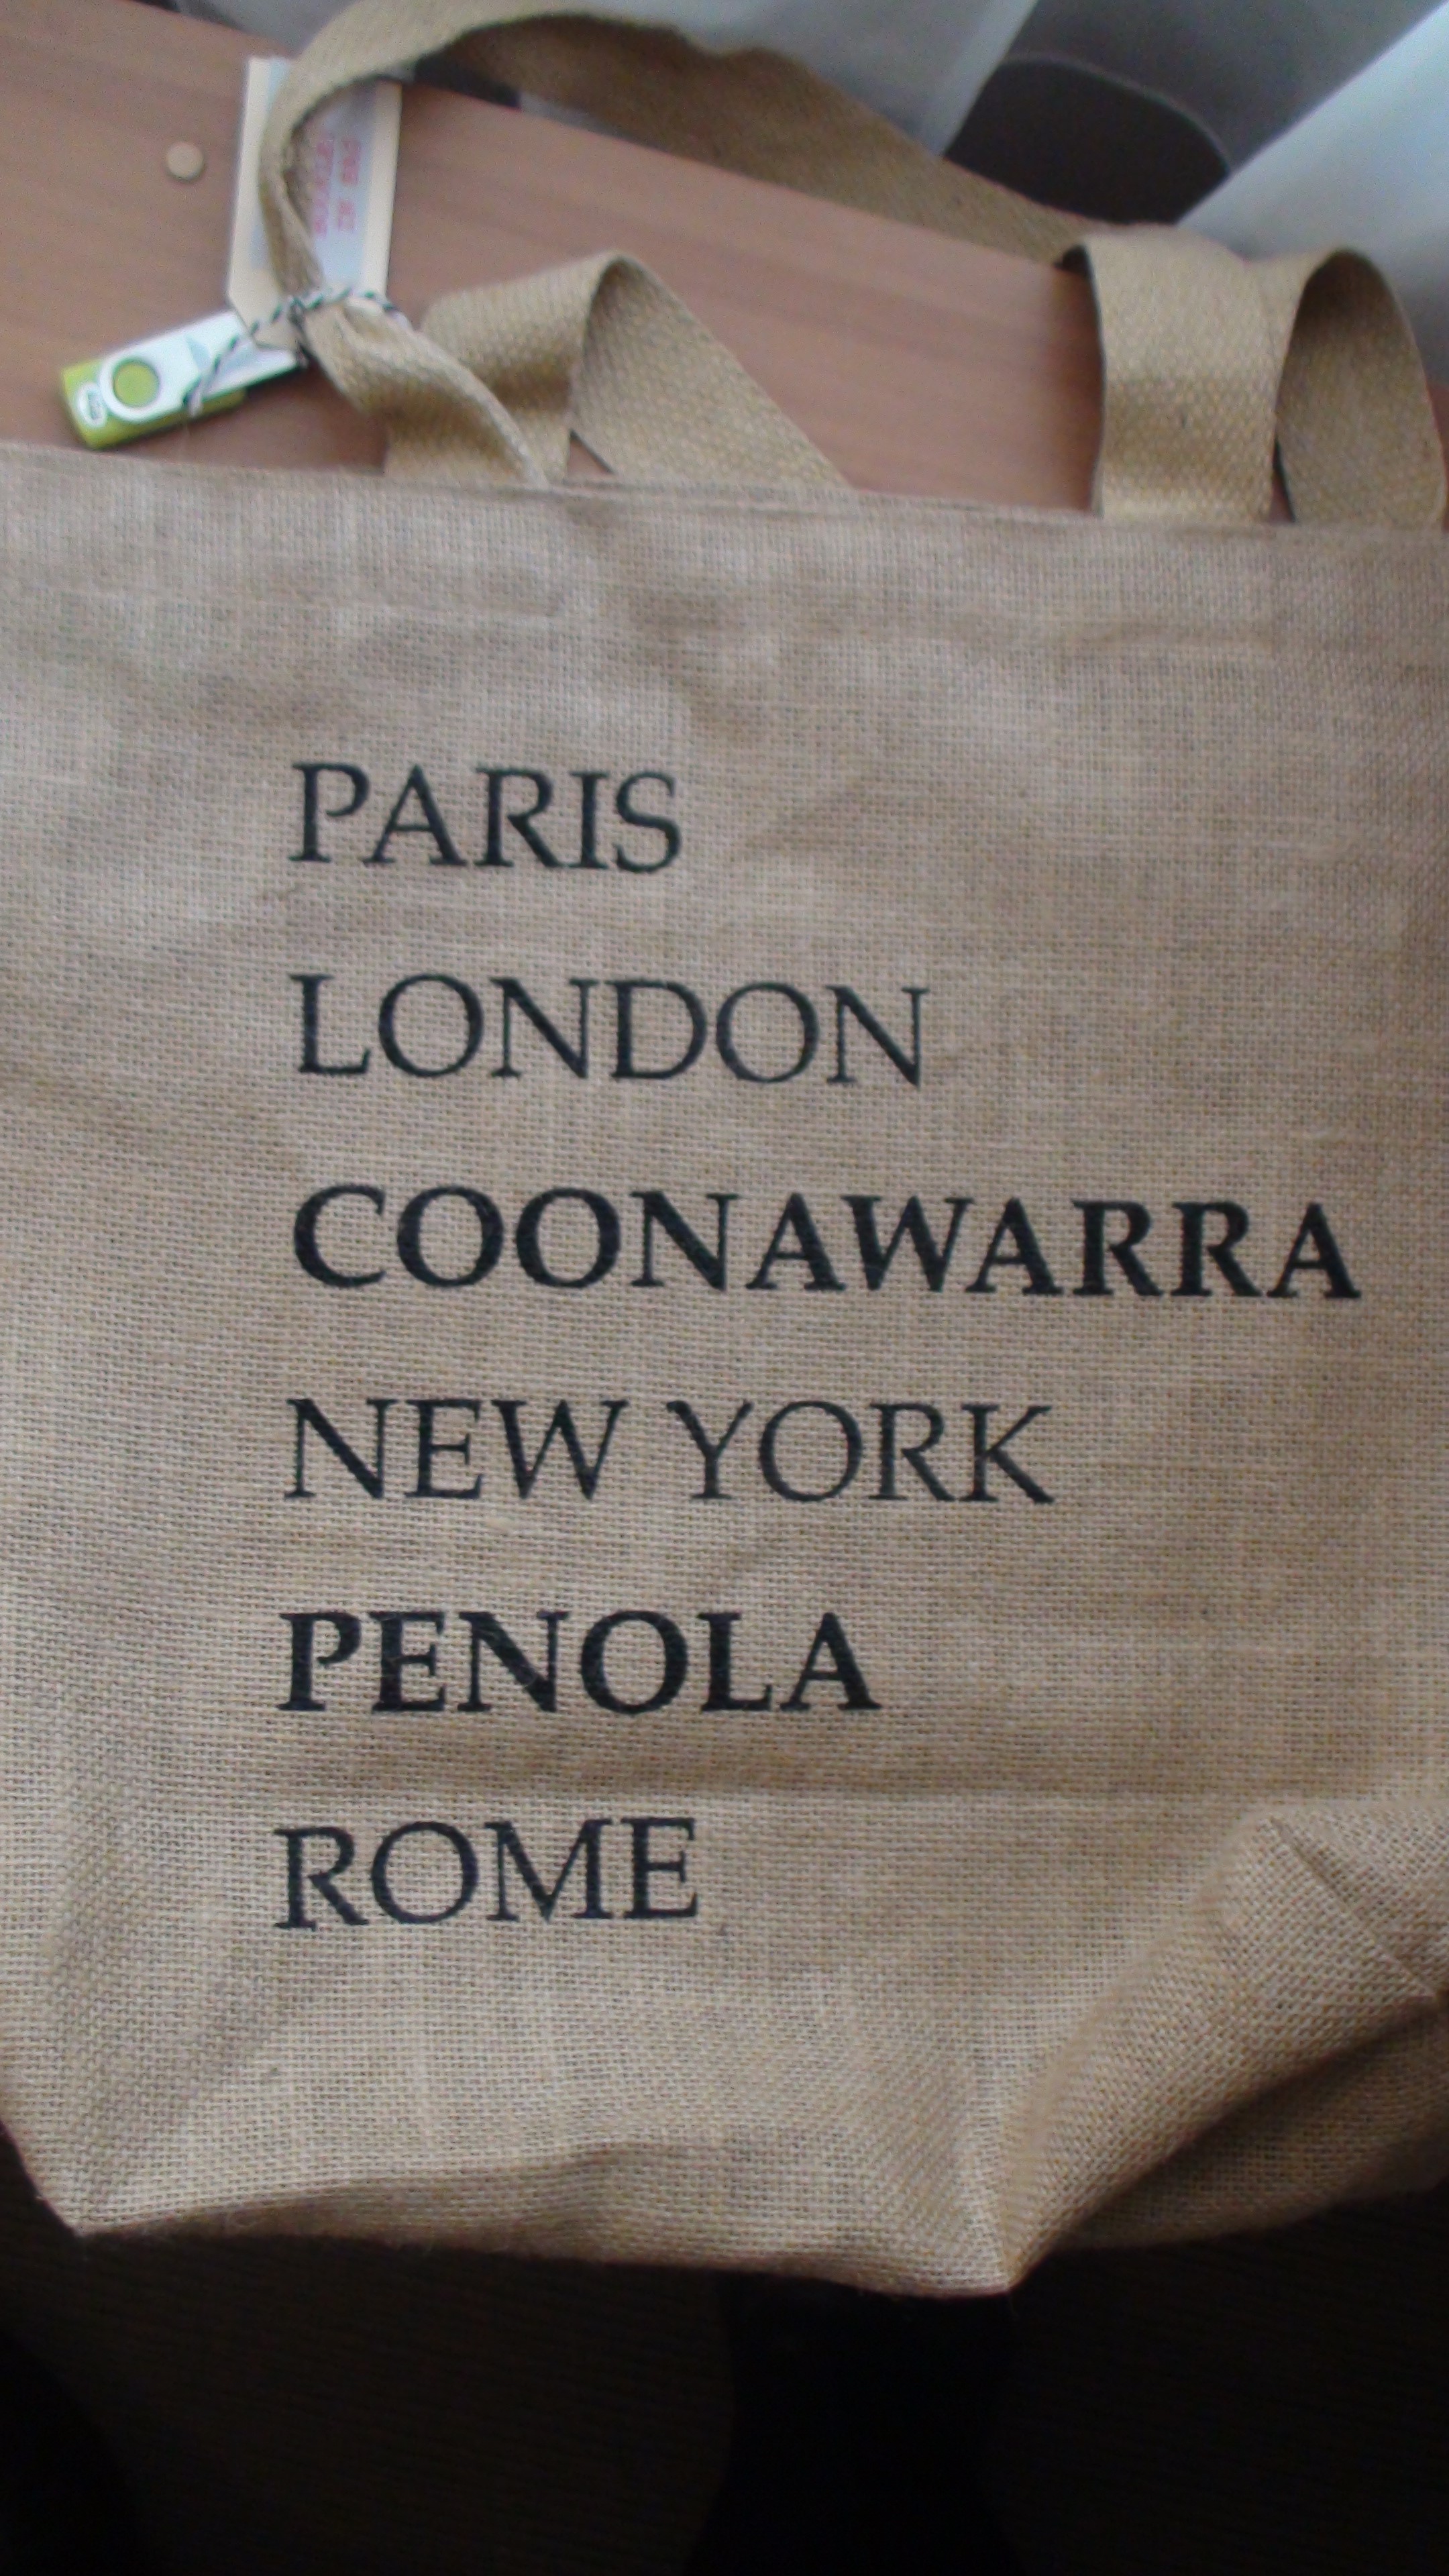 PARIS
LONDON
COONAWARRA
NEW YORK
PENOLA
ROME